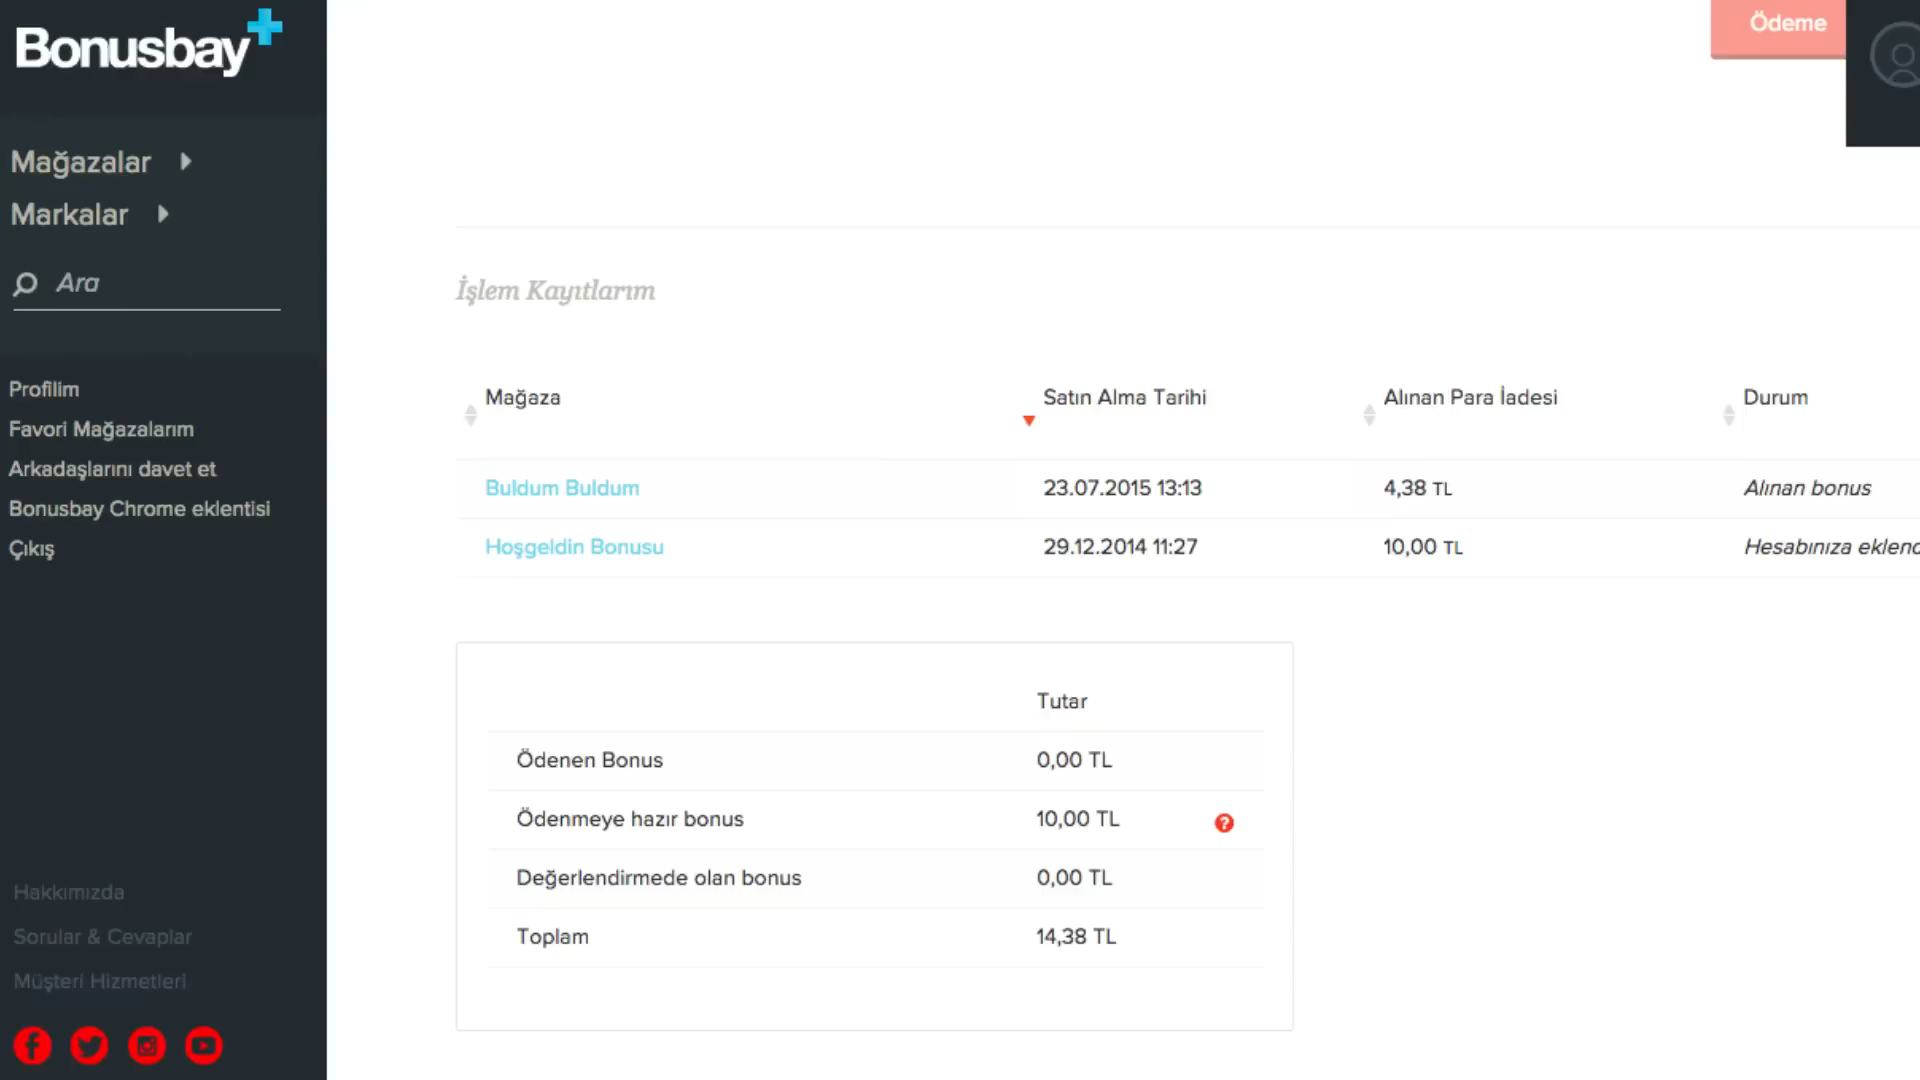 Bonusbay
Ödeme
Mağazalar
Markalar
Ara
Profilim
Favori Mağazalarım
Arkadaşlarını davet et
Bonusbay Chrome eklentisi
Çıkış
Hakkımızda
Sorular & Cevaplar
Müşteri Hizmetleri
İşlem Kayıtlarım
Mağaza Satın Alma Tarihi Alınan Para İadesi Durum
Buldum Buldum 23.07.2015 13:13 4,38 TL Alınan bonus
Hoşgeldin Bonusu 29.12.2014 11:27 10,00 TL Hesabınıza
Tutar
Ödenen Bonus 0,00 TL
Ödenmeye hazır bonus 10,00 TL ?
Değerlendirmede olan bonus 0,00 TL
Toplam 14,38 TL